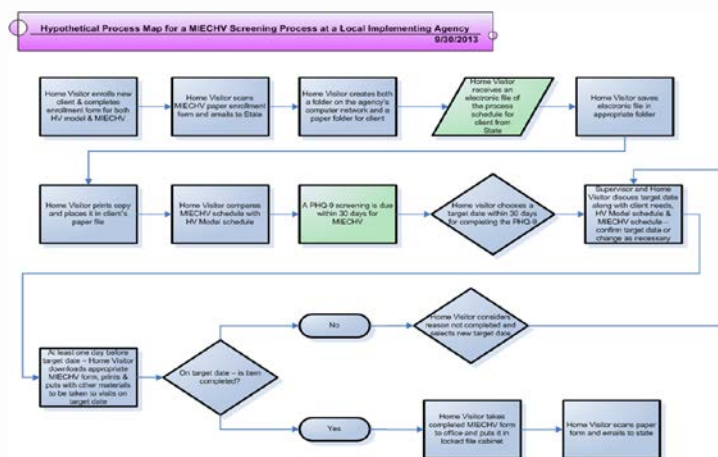 Hypothetical Process Map for a MIECHV Screening Process at a Local Implementing Agency
9/30/2013
Home Visitor enrolls new
client & completes
enrollment form for both
HV model & MIECHV
Home Visitor scans
MIECHV paper enrollment
form and emails to State
Home Visitor creates both
a folder on the agency's
computer network and a
paper folder for client
Home Visitor
receives an
electronic file of
the process
schedule for
client from
State
Home Visitor saves
electronic file in
appropriate folder
Home Visitor prints copy
and places it in client's
paper file
Home Visitor compares
MIECHV schedule with
HV Model schedule
A PHQ-9 screening is due
within 30 days for
MIECHV
Home visitor chooses a
target date within 30 days
for completing the PHQ-9
Supervisor and Home
Visitor discuss target date
along with client needs,
HV Model schedule &
MIECHV schedule –
confirm target date or
change as necessary
At least one day before
target date – Home Visitor
downloads appropriate
MIECHV form, prints &
puts with other materials
to be taken to visits on
target date
On target date – is item
completed?
No
Home Visitor considers
reason not completed and
selects new target date
Yes
Home Visitor takes
completed MIECHV form
to office and puts it in
locked file cabinet
Home Visitor scans paper
form and emails to state